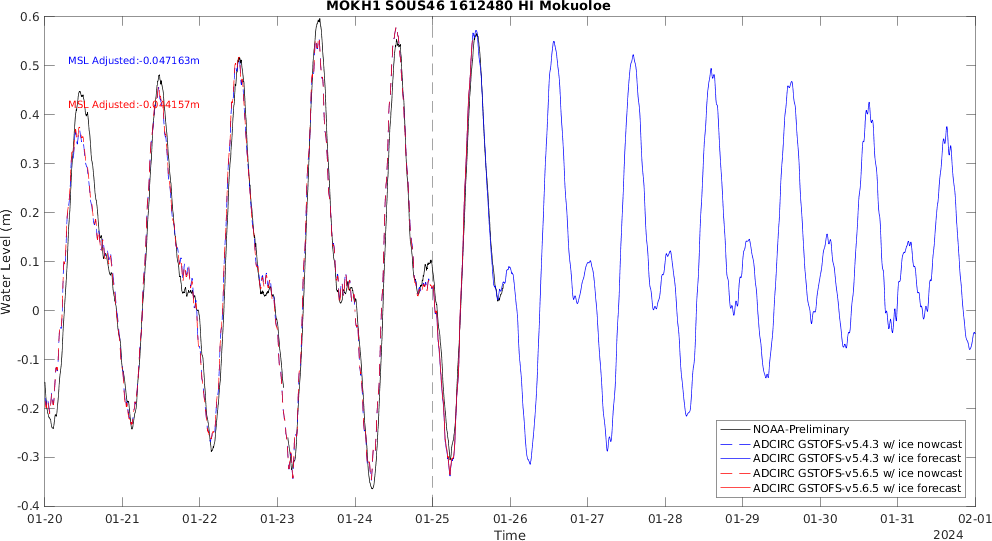 MOKH1 SOUS46 1612480 HI Mokuoloe
0.6
0.5
0.4
0.3
0.2
0.1
0
-0.1
-0.2
-0.3
-0.4
Water Level (m)
MSL Adjusted:-0.047163m
MSL Adjusted:-0.044157m
NOAA-Preliminary
ADCIRC GSTOFS-v5.4.3 w/ ice nowcast
ADCIRC GSTOFS-v5.4.3 w/ ice forecast
ADCIRC GSTOFS-v5.6.5 w/ ice nowcast
ADCIRC GSTOFS-v5.6.5 w/ ice forecast
01-20 01-21 01-22 01-23 01-24 01-25 01-26 01-27 01-28 01-29 01-30 01-31 02-01
Time
2024